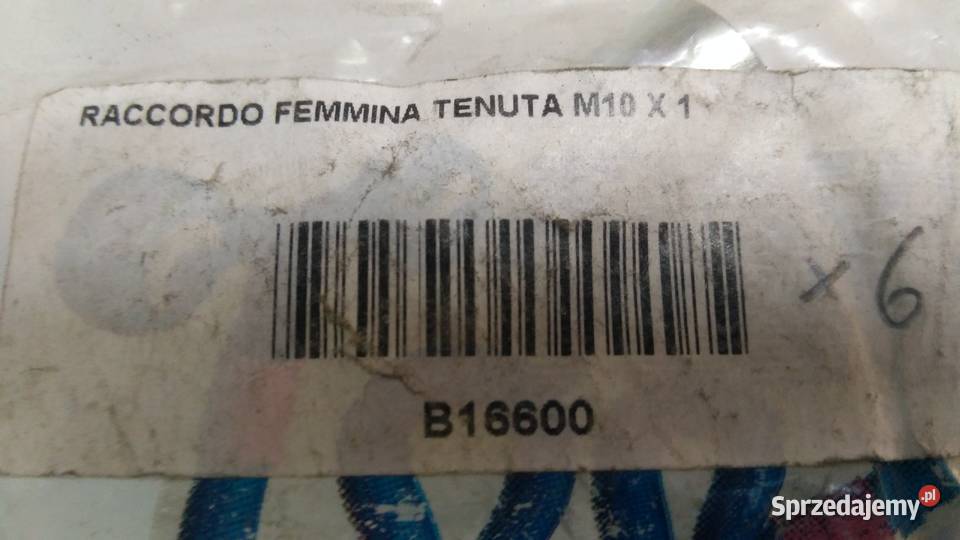 RACCORDO FEMMINA TENUTA M10 X 1
x 6
B16600
Sprzedajemy.pl